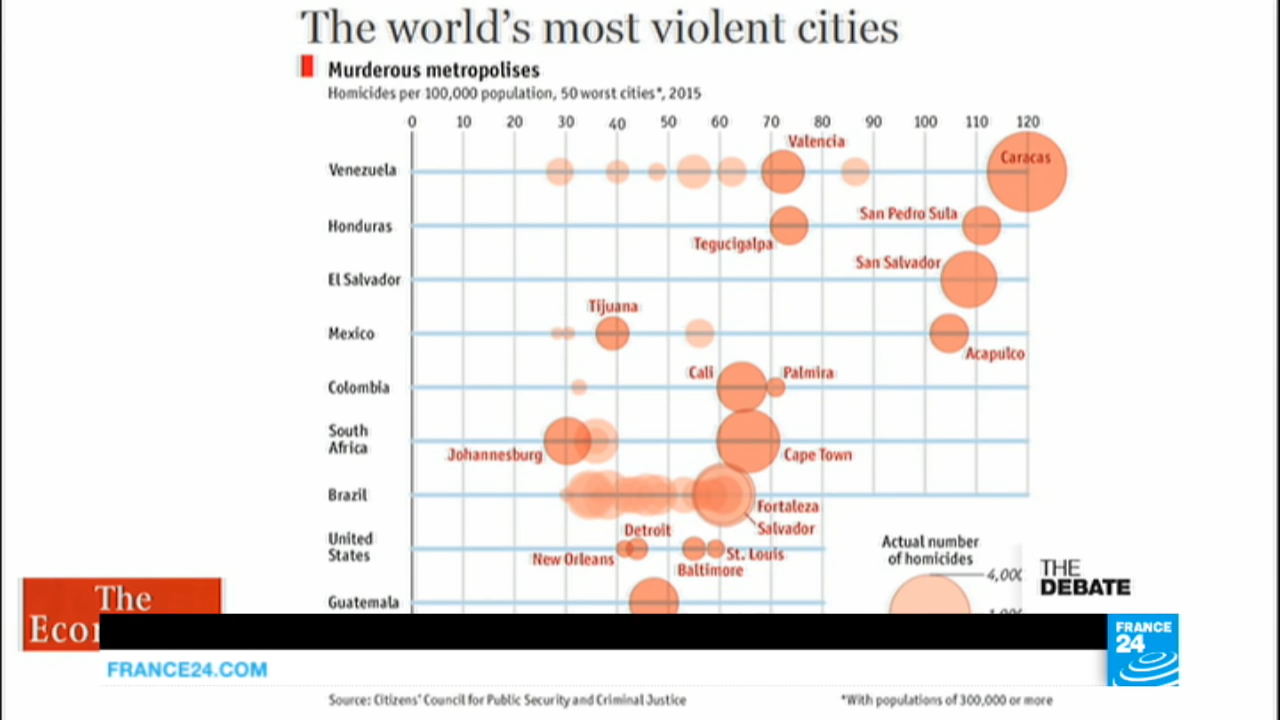 The world's most violent cities
Murderous metropolises
Homicides per 100,000 population, 50 worst cities*, 2015
0 10 20 30 40 50 60 70 80 90 100 110 120
Valencia
Venezuela
Caracas
Honduras
San Pedro Sula
Tegucigalpa
San Salvador
El Salvador
Tijuana
Mexico
Acapulco
Cali
Palmira
Colombia
South
Africa
Johannesburg
Cape Town
Brazil
Fortaleza
Salvador
United
States
Detroit
New Orleans
St. Louis
Baltimore
Actual number
of homicides
Guatemala
THE
DEBATE
The
FRANCE
24
FRANCE24.COM
Source: Citizens' Council for Public Security and Criminal Justice
*With populations of 300,000 or more